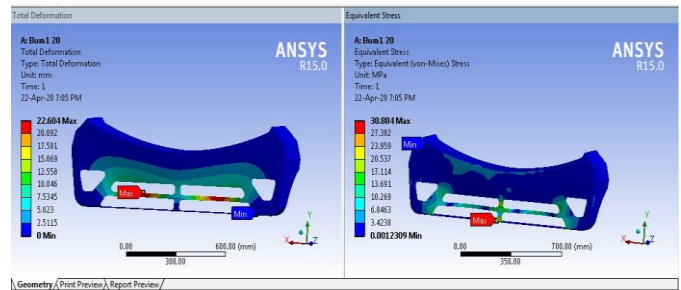 Total Deformation
A: Bum1 20
Total Deformation
Type: Total Deformation
Unit: mm
Time: 1
22-Apr-20 7:05 PM
ANSYS
R15.0
22.604 Max
20.092
17.581
15.069
12.558
10.046
7.5345
5.023
2.5115
0 Min
Max
Min
0.00
600.00 (mm)
300.00
Y
X
Z
Equivalent Stress
A: Bum1 20
Equivalent Stress
Type: Equivalent (von-Mises) Stress
Unit: MPa
Time: 1
22-Apr-20 7:05 PM
ANSYS
R15.0
30.804 Max
27.382
23.959
20.537
17.114
13.691
10.269
6.8463
3.4238
0.0012309 Min
Min
Max
0.00
700.00 (mm)
350.00
Y
X
Z
Geometry Print Preview Report Preview